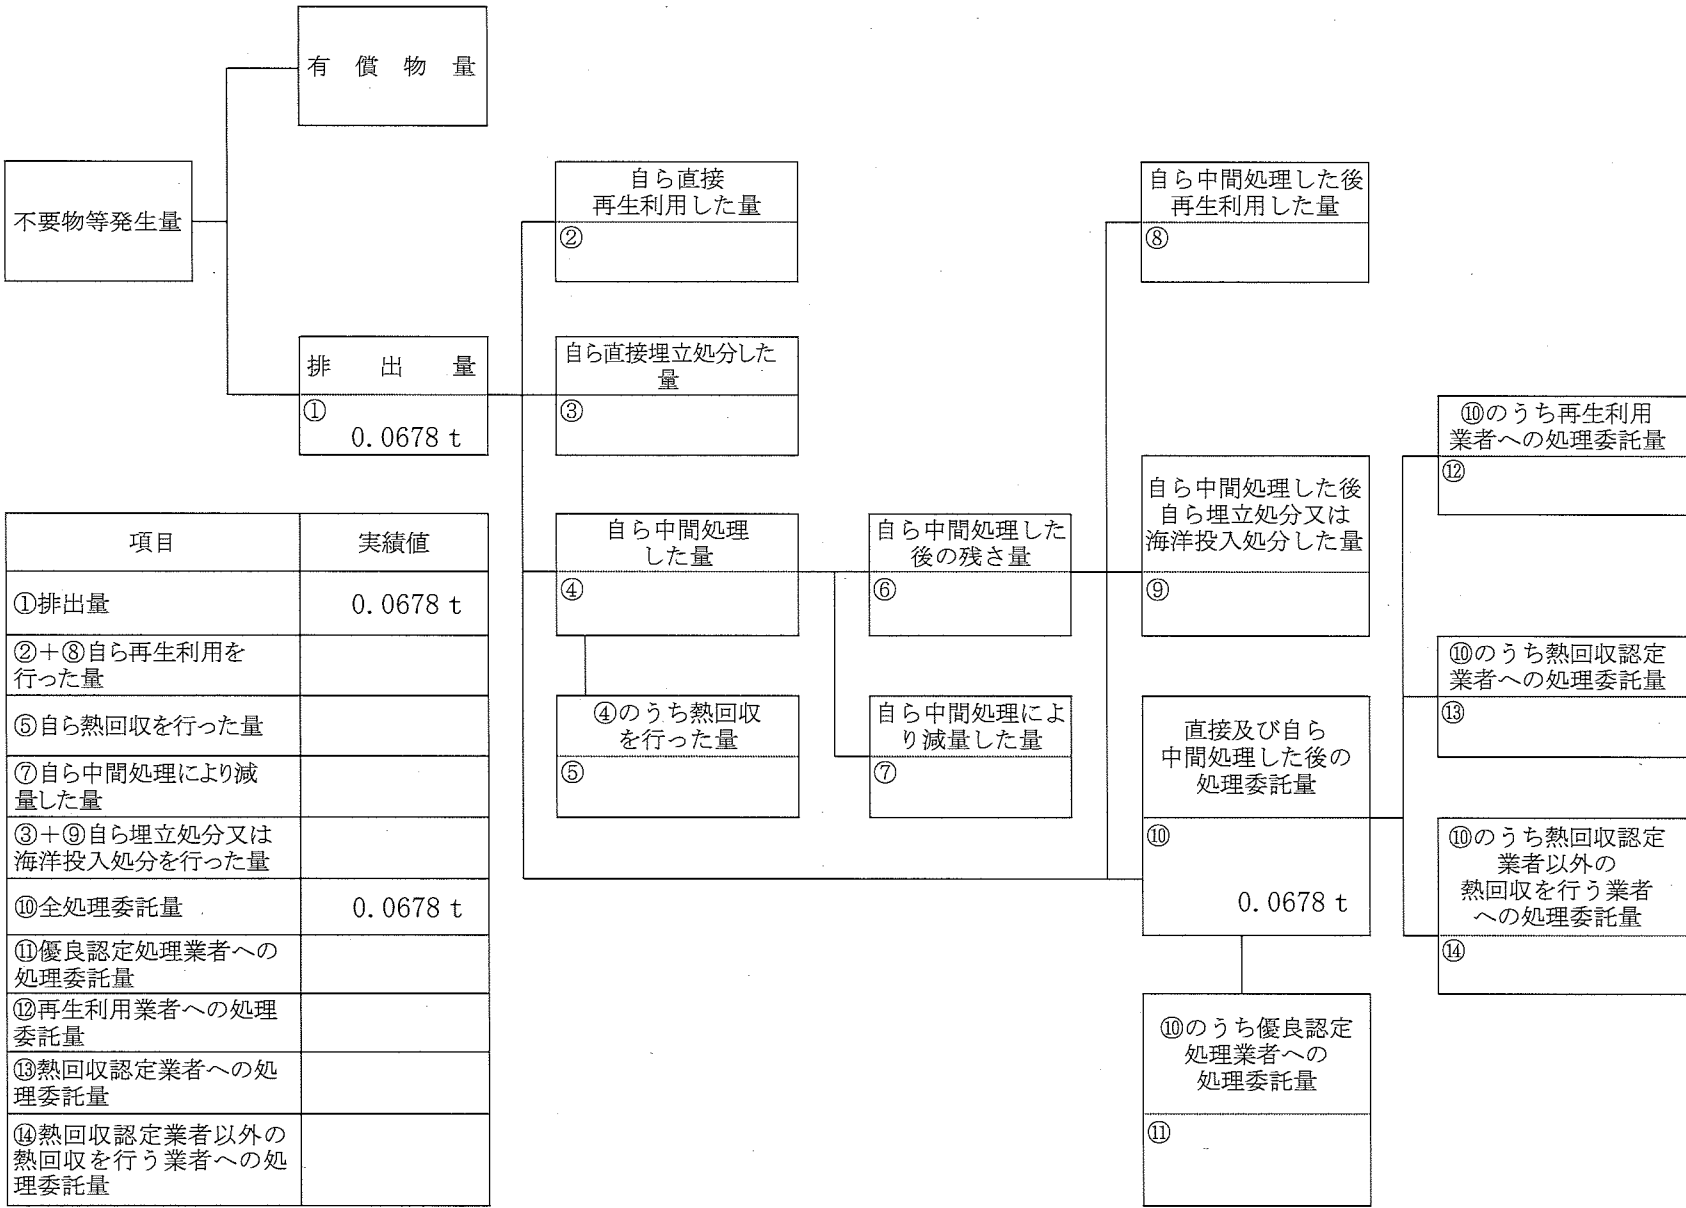 有償物量
不要物等発生量
排出量
①
0.0678 t
自ら直接
再生利用した量
②
自ら直接埋立処分した
量
③
自ら中間処理
した量
④
④のうち熱回収
を行った量
⑤
自ら中間処理した
後の残さ量
⑥
自ら中間処理によ
り減量した量
⑦
自ら中間処理した後
再生利用した量
⑧
自ら中間処理した後
自ら埋立処分又は
海洋投入処分した量
⑨
直接及び自ら
中間処理した後の
処理委託量
⑩
0.0678 t
⑩のうち優良認定
処理業者への
処理委託量
⑪
⑩のうち再生利用
業者への処理委託量
⑫
⑩のうち熱回収認定
業者への処理委託量
⑬
⑩のうち熱回収認定
業者以外の
熱回収を行う業者
への処理委託量
⑭
項目 実績値
①排出量 0.0678 t
②+⑧自ら再生利用を
行った量
⑤自ら熱回収を行った量
⑦自ら中間処理により減
量した量
③+⑨自ら埋立処分又は
海洋投入処分を行った量
⑩全処理委託量 0.0678 t
⑪優良認定処理業者への
処理委託量
⑫再生利用業者への処理
委託量
⑬熱回収認定業者への処
理委託量
⑭熱回収認定業者以外の
熱回収を行う業者への処
理委託量